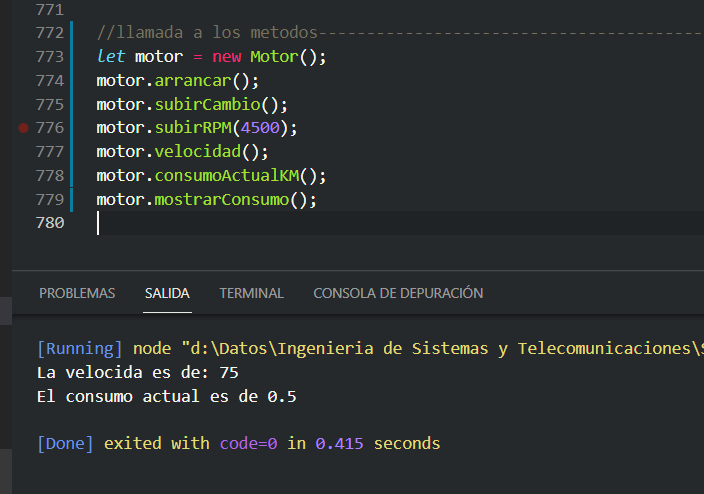 771
772 //llamada a los metodos----------------------------------------
773 let motor = new Motor();
774 motor.arrancar();
775 motor.subirCambio();
776 motor.subirRPM(4500);
777 motor.velocidad();
778 motor.consumoActualKM();
779 motor.mostrarConsumo();
780
PROBLEMAS SALIDA TERMINAL CONSOLA DE DEPURACIÓN
[Running] node "d:\Datos\Ingenieria de Sistemas y Telecomunicaciones\
La velocida es de: 75
El consumo actual es de 0.5
[Done] exited with code=0 in 0.415 seconds